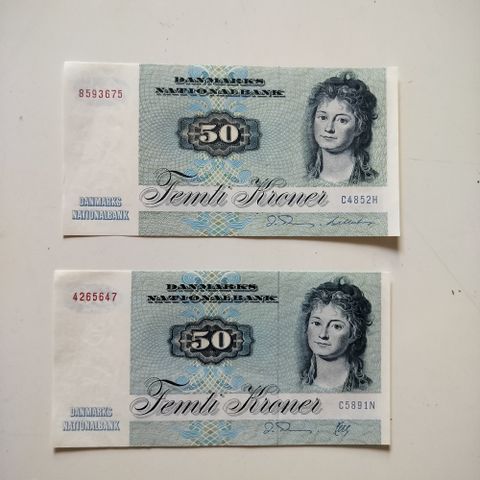 8593675
DANMARKS
NATIONALBANK
50
Femti Kroner
C4852H
DANMARKS
NATIONALBANK
4265647
DANMARKS
NATIONALBANK
50
Femti Kroner
C5891N
DANMARKS
NATIONALBANK